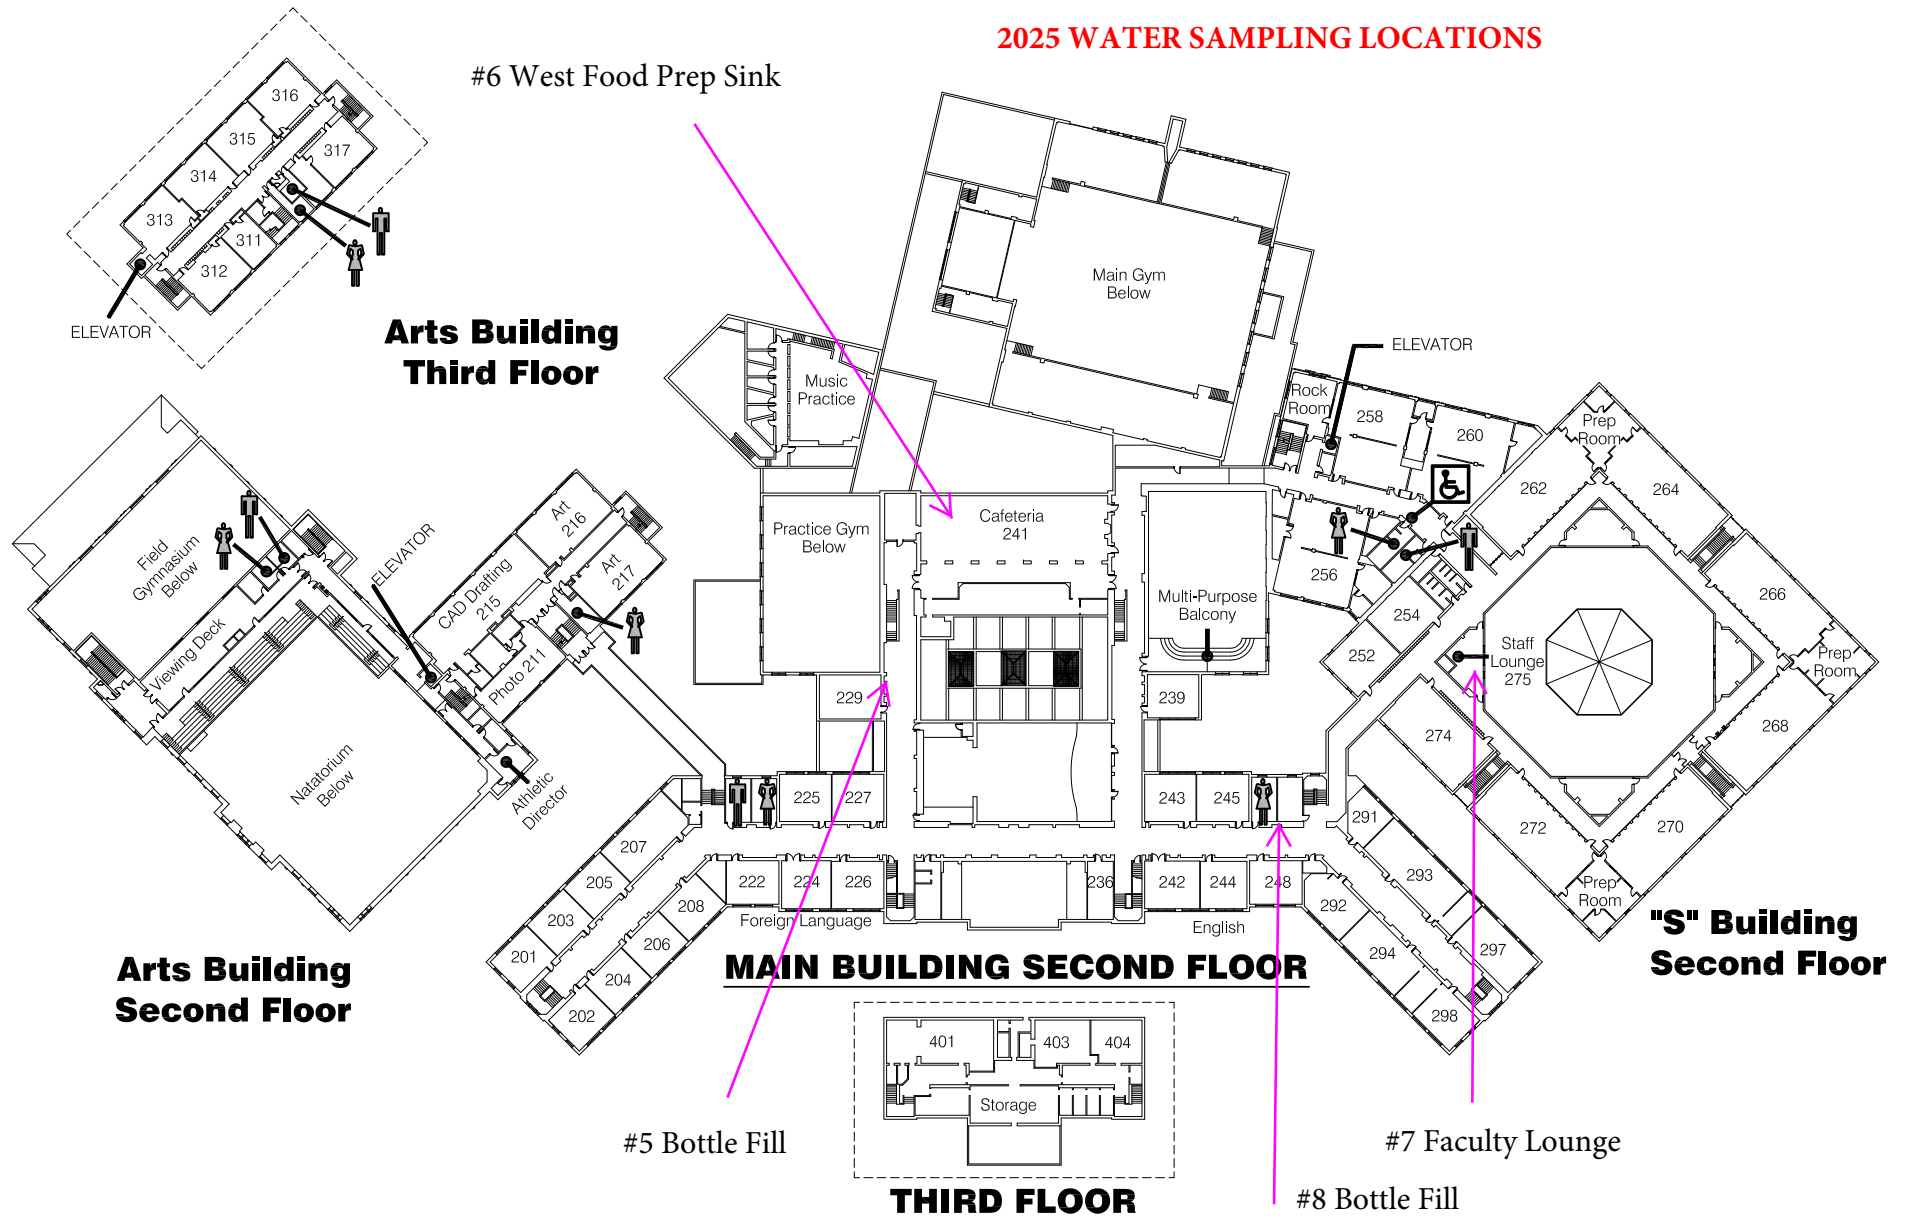 2025 WATER SAMPLING LOCATIONS
#6 West Food Prep Sink
316
315
317
314
313
311
312
ELEVATOR
Arts Building
Third Floor
Main Gym
Below
ELEVATOR
Music
Practice
Rock
Room
258
260
Prep
Room
262
264
Art
216
Art
217
CAD Drafting
215
Photo 211
ELEVATOR
Field
Gymnasium
Below
Viewing Deck
Natatorium
Below
Athletic
Director
Practice Gym
Below
Cafeteria
241
Multi-Purpose
Balcony
256
254
252
266
Staff
Lounge
275
Prep
Room
268
274
272
270
Prep
Room
229
239
225
227
243
245
291
207
205
203
201
208
206
204
202
222
224
226
236
242
244
248
293
292
294
297
298
Foreign Language
English
"S" Building
Second Floor
Arts Building
Second Floor
MAIN BUILDING SECOND FLOOR
401
403
404
Storage
THIRD FLOOR
#5 Bottle Fill
#7 Faculty Lounge
#8 Bottle Fill